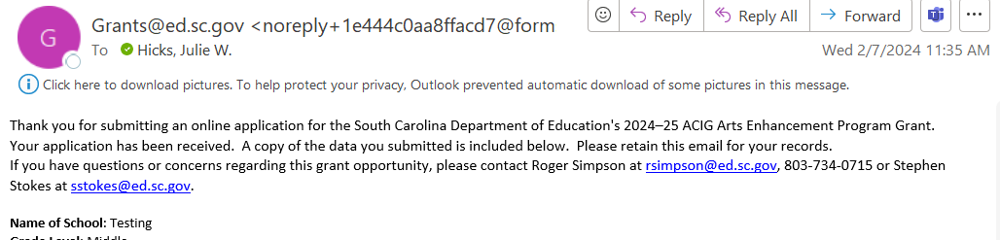 G
Grants@ed.sc.gov <noreply+1e444c0aa8ffacd7@form
Reply
Reply All
Forward
To Hicks, Julie W.
Wed 2/7/2024 11:35 AM
Click here to download pictures. To help protect your privacy, Outlook prevented automatic download of some pictures in this message.
Thank you for submitting an online application for the South Carolina Department of Education's 2024–25 ACIG Arts Enhancement Program Grant.
Your application has been received.  A copy of the data you submitted is included below.  Please retain this email for your records.
If you have questions or concerns regarding this grant opportunity, please contact Roger Simpson at rsimpson@ed.sc.gov, 803-734-0715 or Stephen
Stokes at sstokes@ed.sc.gov.
Name of School: Testing
Grade Level: Middle